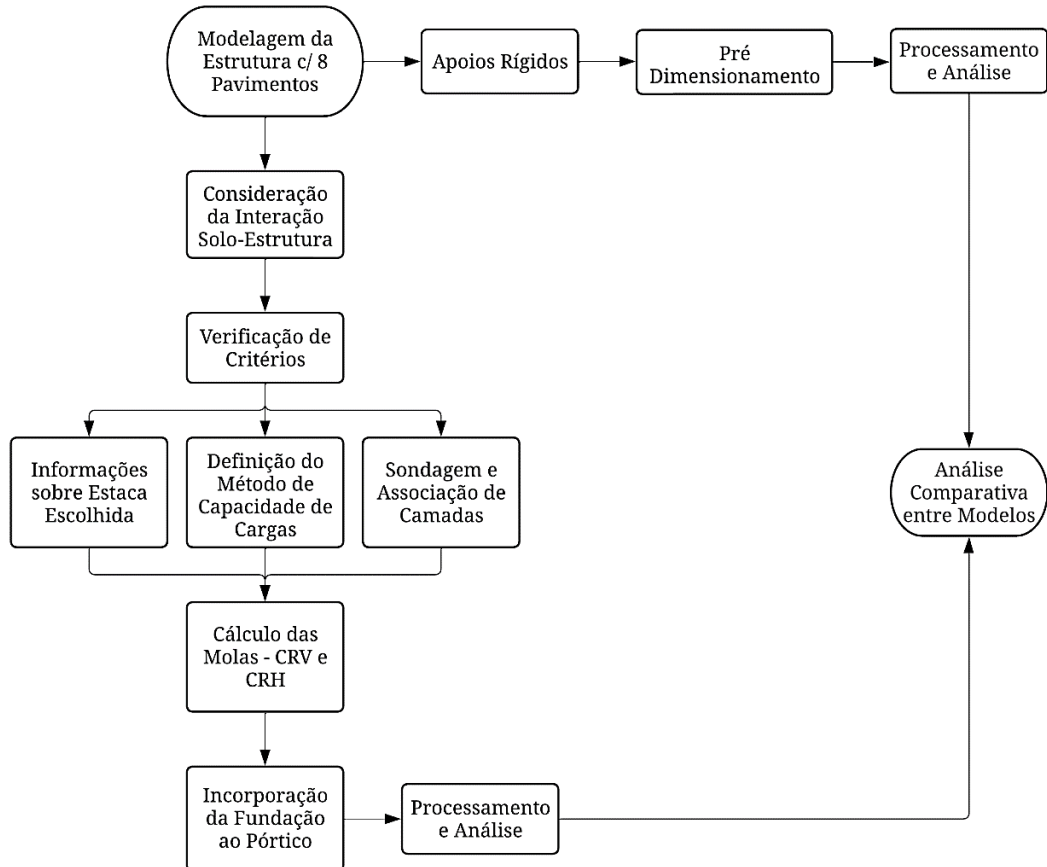 Modelagem da
Estrutura c/ 8
Pavimentos
Apoios Rígidos
Pré
Dimensionamento
Processamento
e Análise
Consideração
da Interação
Solo-Estrutura
Verificação de
Critérios
Informações
sobre Estaca
Escolhida
Definição do
Método de
Capacidade de
Cargas
Sondagem e
Associação de
Camadas
Análise
Comparativa
entre Modelos
Cálculo das
Molas - CRV e
CRH
Incorporação
da Fundação
ao Pórtico
Processamento
e Análise